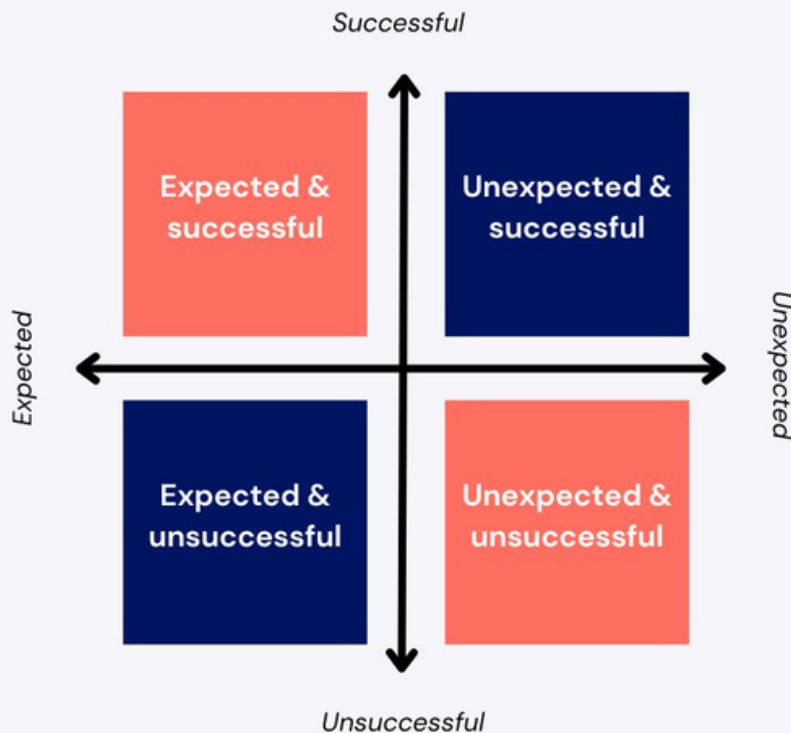 Successful
Expected &
successful
Unexpected &
successful
Expected
Unexpected
Expected &
unsuccessful
Unexpected &
unsuccessful
Unsuccessful